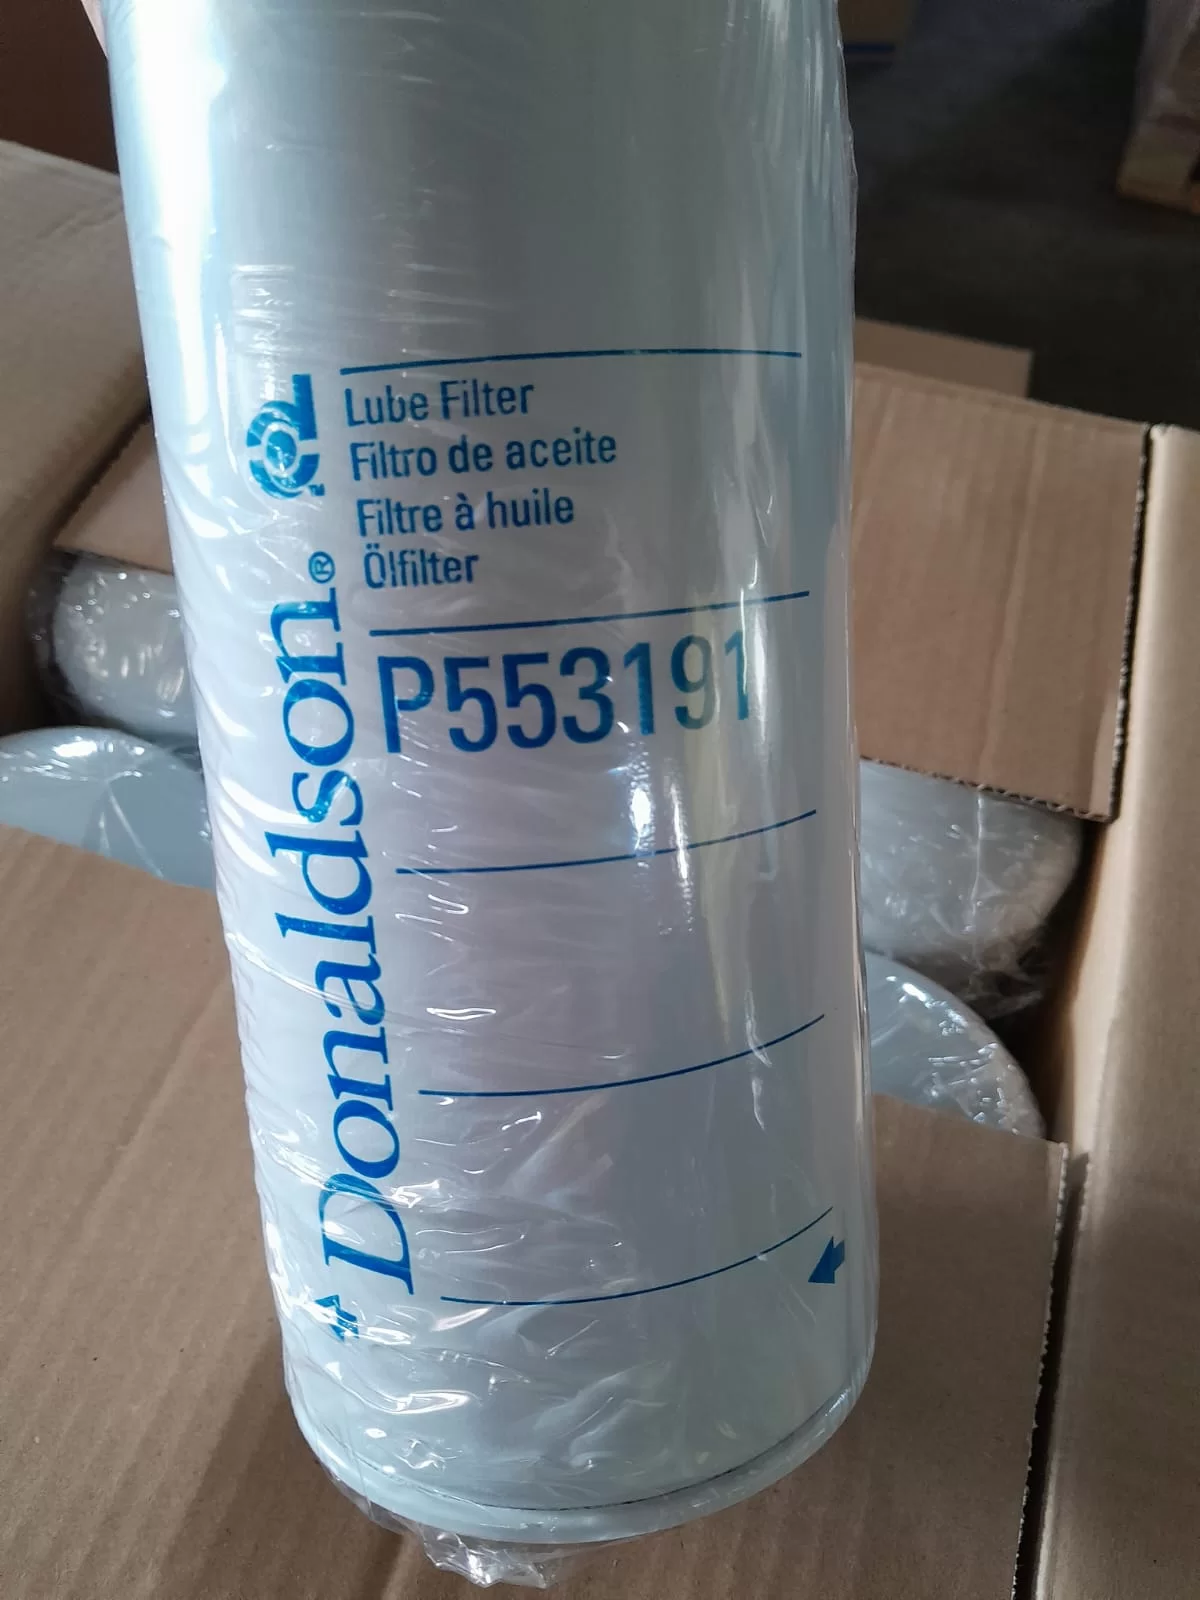 Lube Filter
Filtro de aceite
Filtre à huile
Ölfilter
P553191
Donaldson®